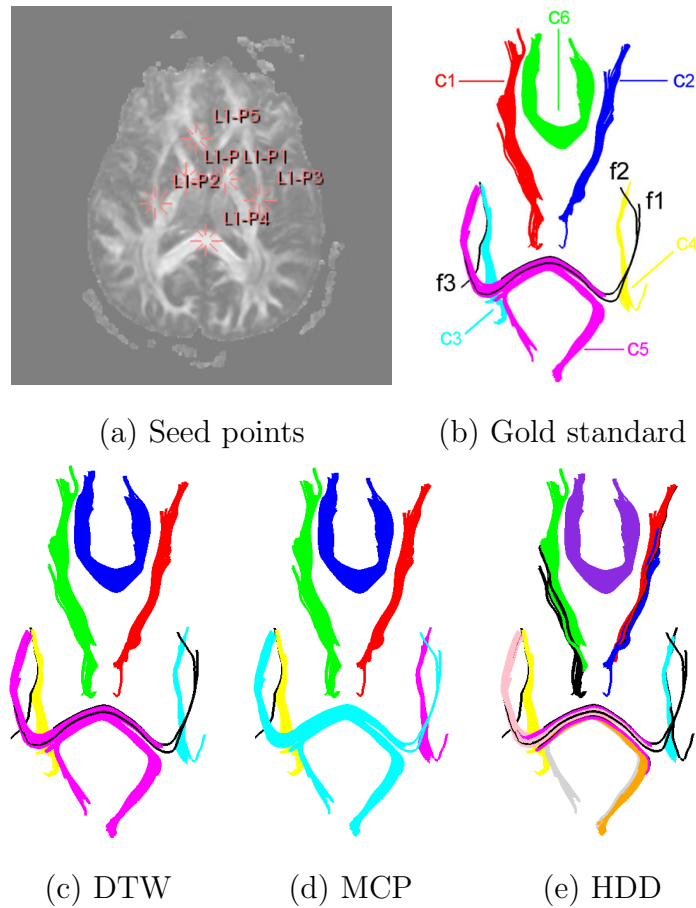 L1-P5
L1-P L1-P1
L1-P2 L1-P3
L1-P4
C6
C1 C2
f2
f1
C4
f3
C3
C5
(a) Seed points (b) Gold standard
(c) DTW (d) MCP (e) HDD